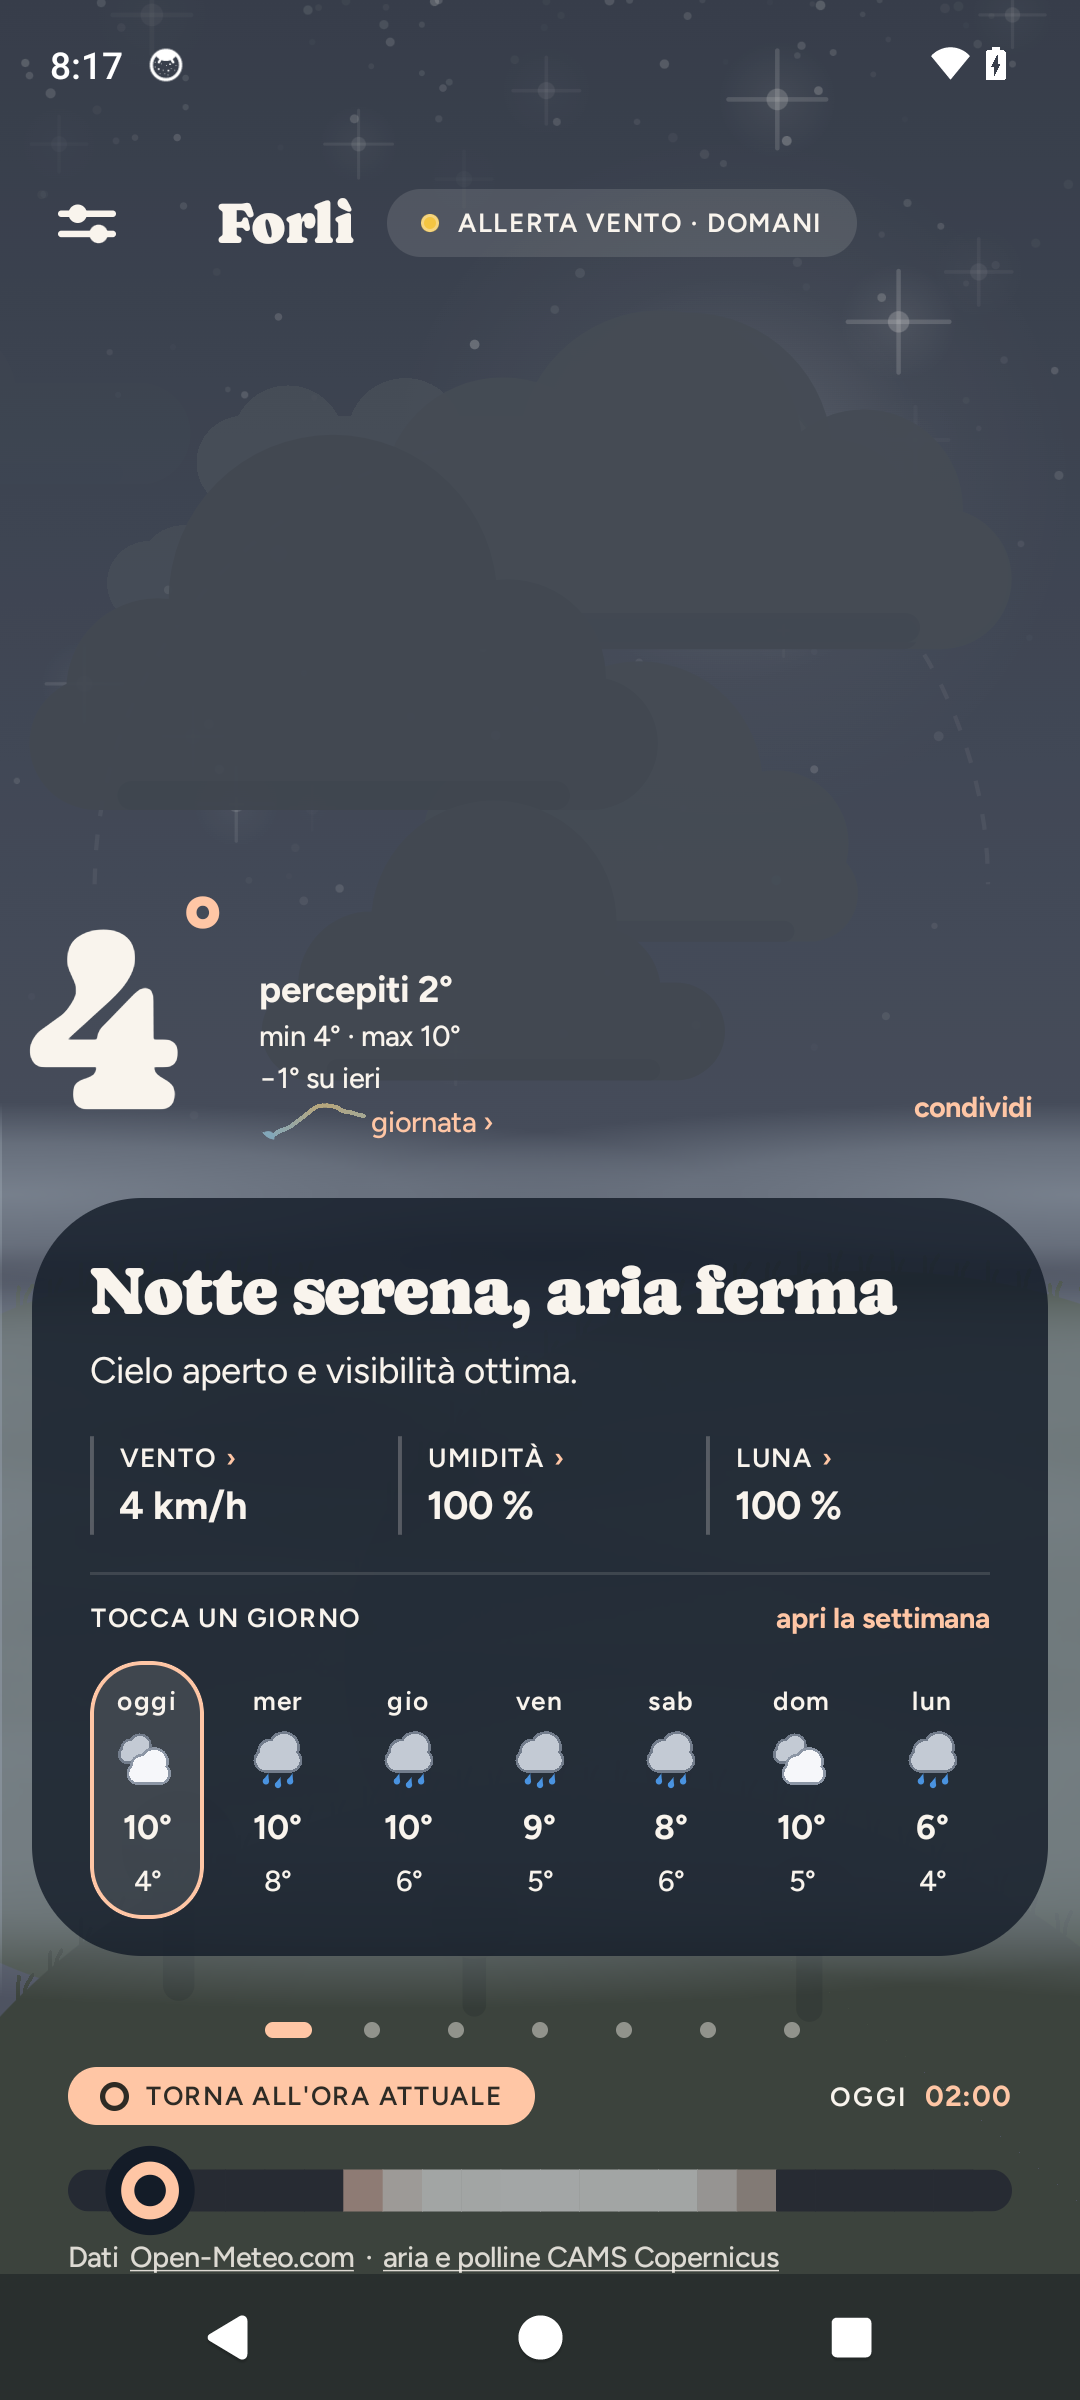 8:17
Forlì
ALLERTA VENTO · DOMANI
4°
percepiti 2°
min 4° · max 10°
−1° su ieri
giornata ›
condividi
Notte serena, aria ferma
Cielo aperto e visibilità ottima.
VENTO › UMIDITÀ › LUNA ›
4 km/h 100 % 100 %
TOCCA UN GIORNO apri la settimana
oggi mer gio ven sab dom lun
10° 10° 10° 9° 8° 10° 6°
4° 8° 6° 5° 6° 5° 4°
TORNA ALL'ORA ATTUALE OGGI 02:00
Dati Open-Meteo.com · aria e polline CAMS Copernicus